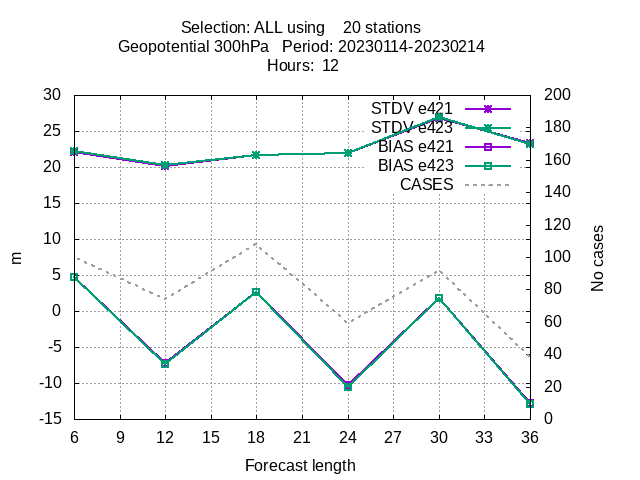 Selection: ALL using    20 stations
Geopotential 300hPa   Period: 20230114-20230214
Hours:  12
30 200
25 180
20 160
15 140
10 120
5 100
0 80
-5 60
-10 40
-15 20
0
STDV e421
STDV e423
BIAS e421
BIAS e423
CASES
m
No cases
6 9 12 15 18 21 24 27 30 33 36
Forecast length